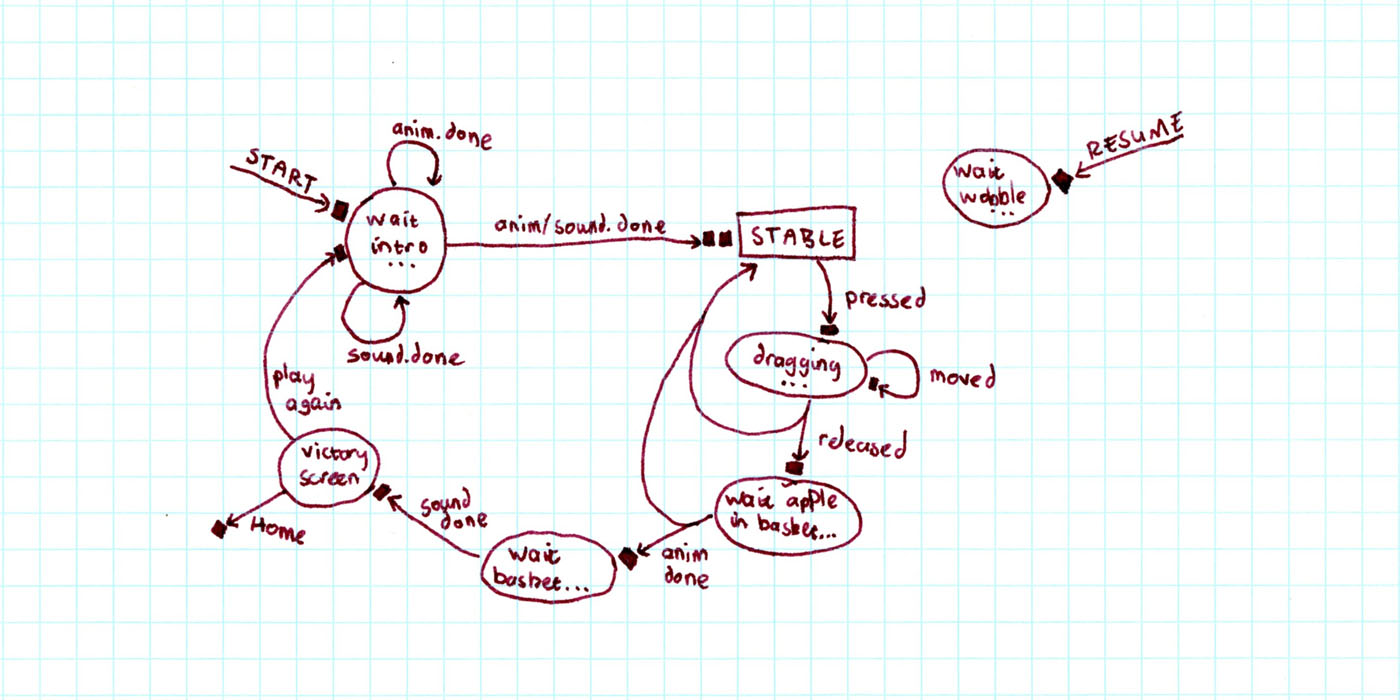 anim.done
START
RESUME
wait
wobble
...
wait
intro
...
anim/sound.done
STABLE
pressed
sound.done
dragging
...
moved
play
again
released
victory
screen
sound
done
wait apple
in basket...
Home
wait
basket...
anim
done